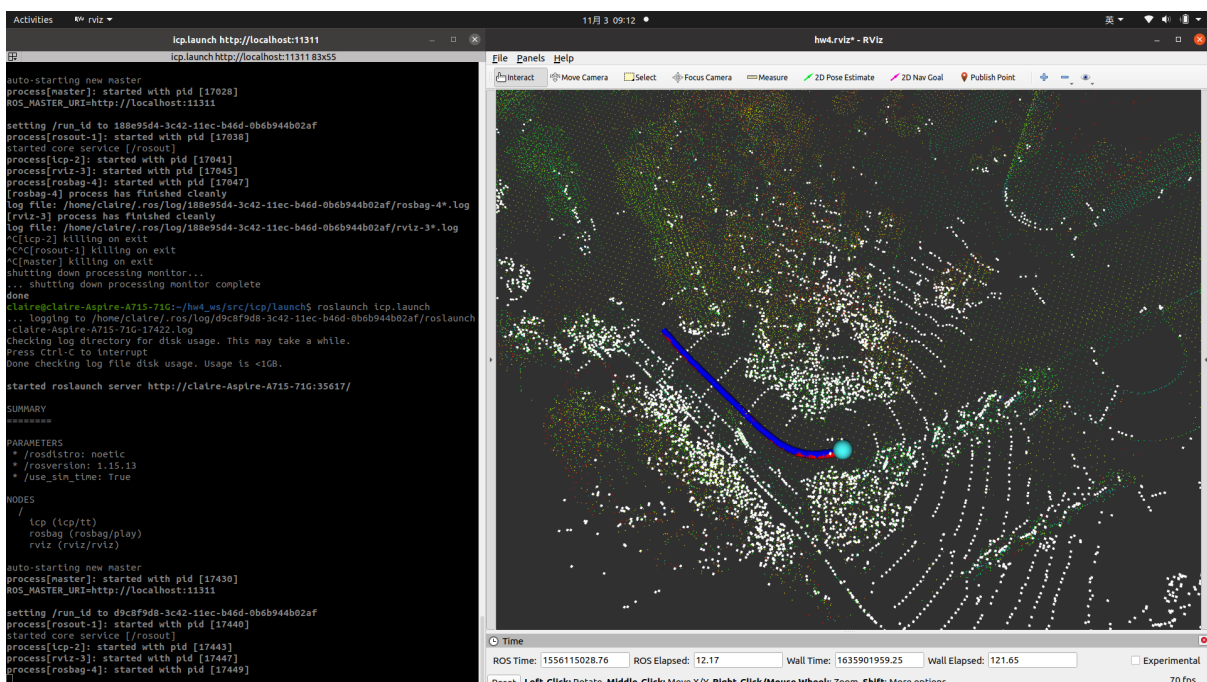 Activities
rviz
11月 3 09:12
英
icp.launch http://localhost:11311
icp.launch http://localhost:11311 83x55
auto-starting new master
process[master]: started with pid [17028]
ROS_MASTER_URI=http://localhost:11311
setting /run_id to 188e95d4-3c42-11ec-b46d-0b6b944b02af
process[rosout-1]: started with pid [17038]
started core service [/rosout]
process[icp-2]: started with pid [17041]
process[rviz-3]: started with pid [17045]
process[rosbag-4]: started with pid [17047]
[rosbag-4] process has finished cleanly
log file: /home/claire/.ros/log/188e95d4-3c42-11ec-b46d-0b6b944b02af/rosbag-4*.log
[rviz-3] process has finished cleanly
log file: /home/claire/.ros/log/188e95d4-3c42-11ec-b46d-0b6b944b02af/rviz-3*.log
^C[icp-2] killing on exit
^C^C[rosout-1] killing on exit
^C[master] killing on exit
shutting down processing monitor...
... shutting down processing monitor complete
done
claire@claire-Aspire-A715-71G:~/hw4_ws/src/icp/launch$ roslaunch icp.launch
... logging to /home/claire/.ros/log/d9c8f9d8-3c42-11ec-b46d-0b6b944b02af/roslaunch
-claire-Aspire-A715-71G-17422.log
Checking log directory for disk usage. This may take a while.
Press Ctrl-C to interrupt
Done checking log file disk usage. Usage is <1GB.
started roslaunch server http://claire-Aspire-A715-71G:35617/
SUMMARY
========
PARAMETERS
* /rosdistro: noetic
* /rosversion: 1.15.13
* /use_sim_time: True
NODES
/
icp (icp/tt)
rosbag (rosbag/play)
rviz (rviz/rviz)
auto-starting new master
process[master]: started with pid [17430]
ROS_MASTER_URI=http://localhost:11311
setting /run_id to d9c8f9d8-3c42-11ec-b46d-0b6b944b02af
process[rosout-1]: started with pid [17440]
started core service [/rosout]
process[icp-2]: started with pid [17443]
process[rviz-3]: started with pid [17447]
process[rosbag-4]: started with pid [17449]
hw4.rviz* - RViz
File Panels Help
Interact Move Camera Select Focus Camera Measure 2D Pose Estimate 2D Nav Goal Publish Point
Time
ROS Time: 1556115028.76 ROS Elapsed: 12.17 Wall Time: 1635901959.25 Wall Elapsed: 121.65 Experimental
Reset Left-Click: Rotate. Middle-Click: Move X/Y. Right-Click/Mouse Wheel: Zoom. Shift: More options. 70 fps